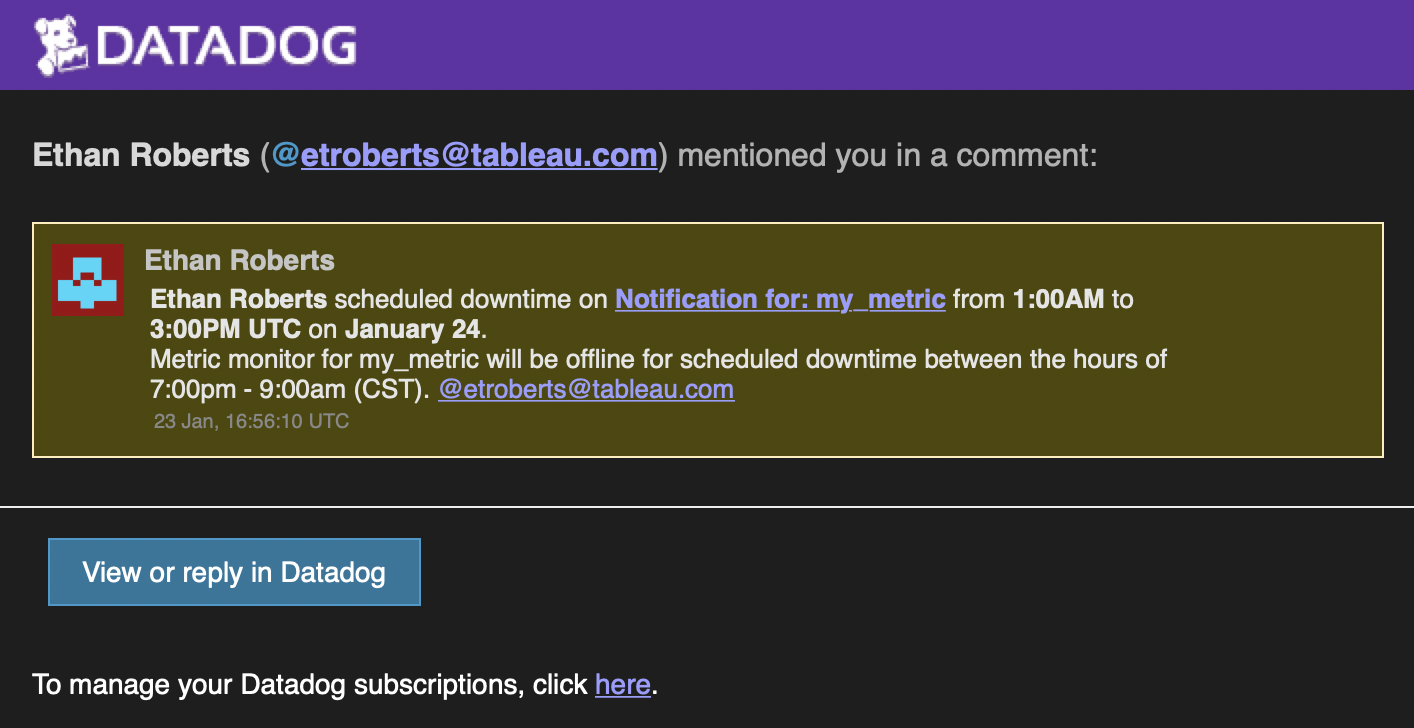 DATADOG
Ethan Roberts (@etroberts@tableau.com) mentioned you in a comment:
Ethan Roberts
Ethan Roberts scheduled downtime on Notification for: my_metric from 1:00AM to
3:00PM UTC on January 24.
Metric monitor for my_metric will be offline for scheduled downtime between the hours of
7:00pm - 9:00am (CST). @etroberts@tableau.com
23 Jan, 16:56:10 UTC
View or reply in Datadog
To manage your Datadog subscriptions, click here.